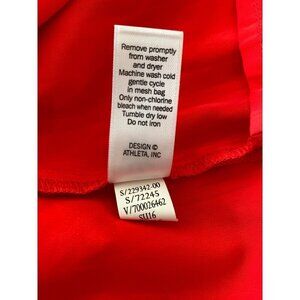 Remove promptly
from washer
and dryer
Machine wash cold
gentle cycle
in mesh bag
Only non-chlorine
bleach when needed
Tumble dry low
Do not iron
DESIGN ©
ATHLETA, INC
S/229342-00
S/72245
V/700026462
SU16